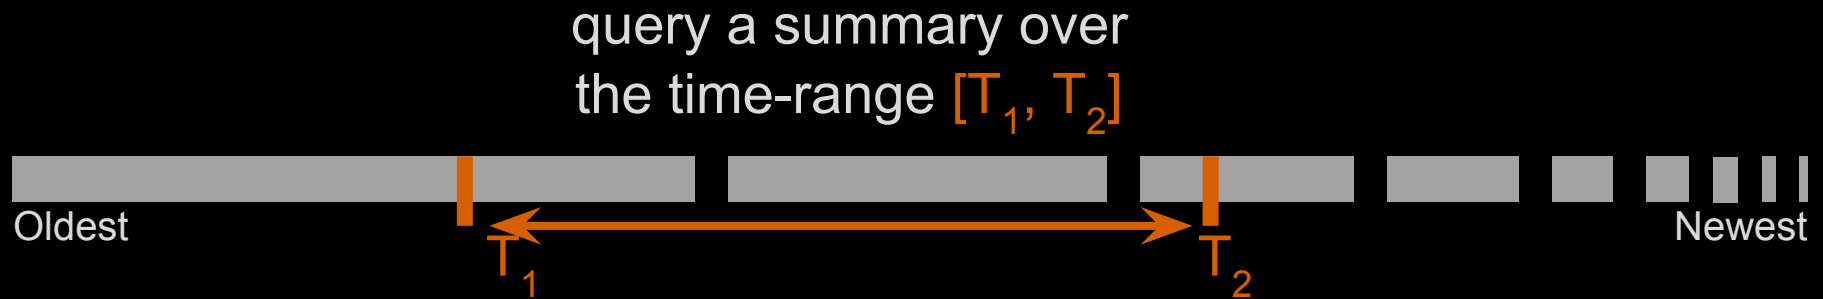 query a summary over
the time-range [T1, T2]
Oldest
Newest
T1
T2